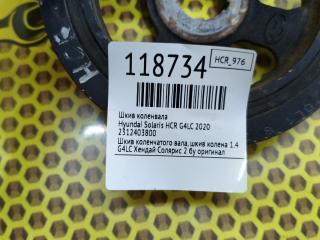 HCR_976
118734
Шкив коленвала
Hyundai Solaris HCR G4LC 2020
2312403800
Шкив коленчатого вала, шкив колена 1.4
G4LC Хендай Солярис 2 бу оригинал